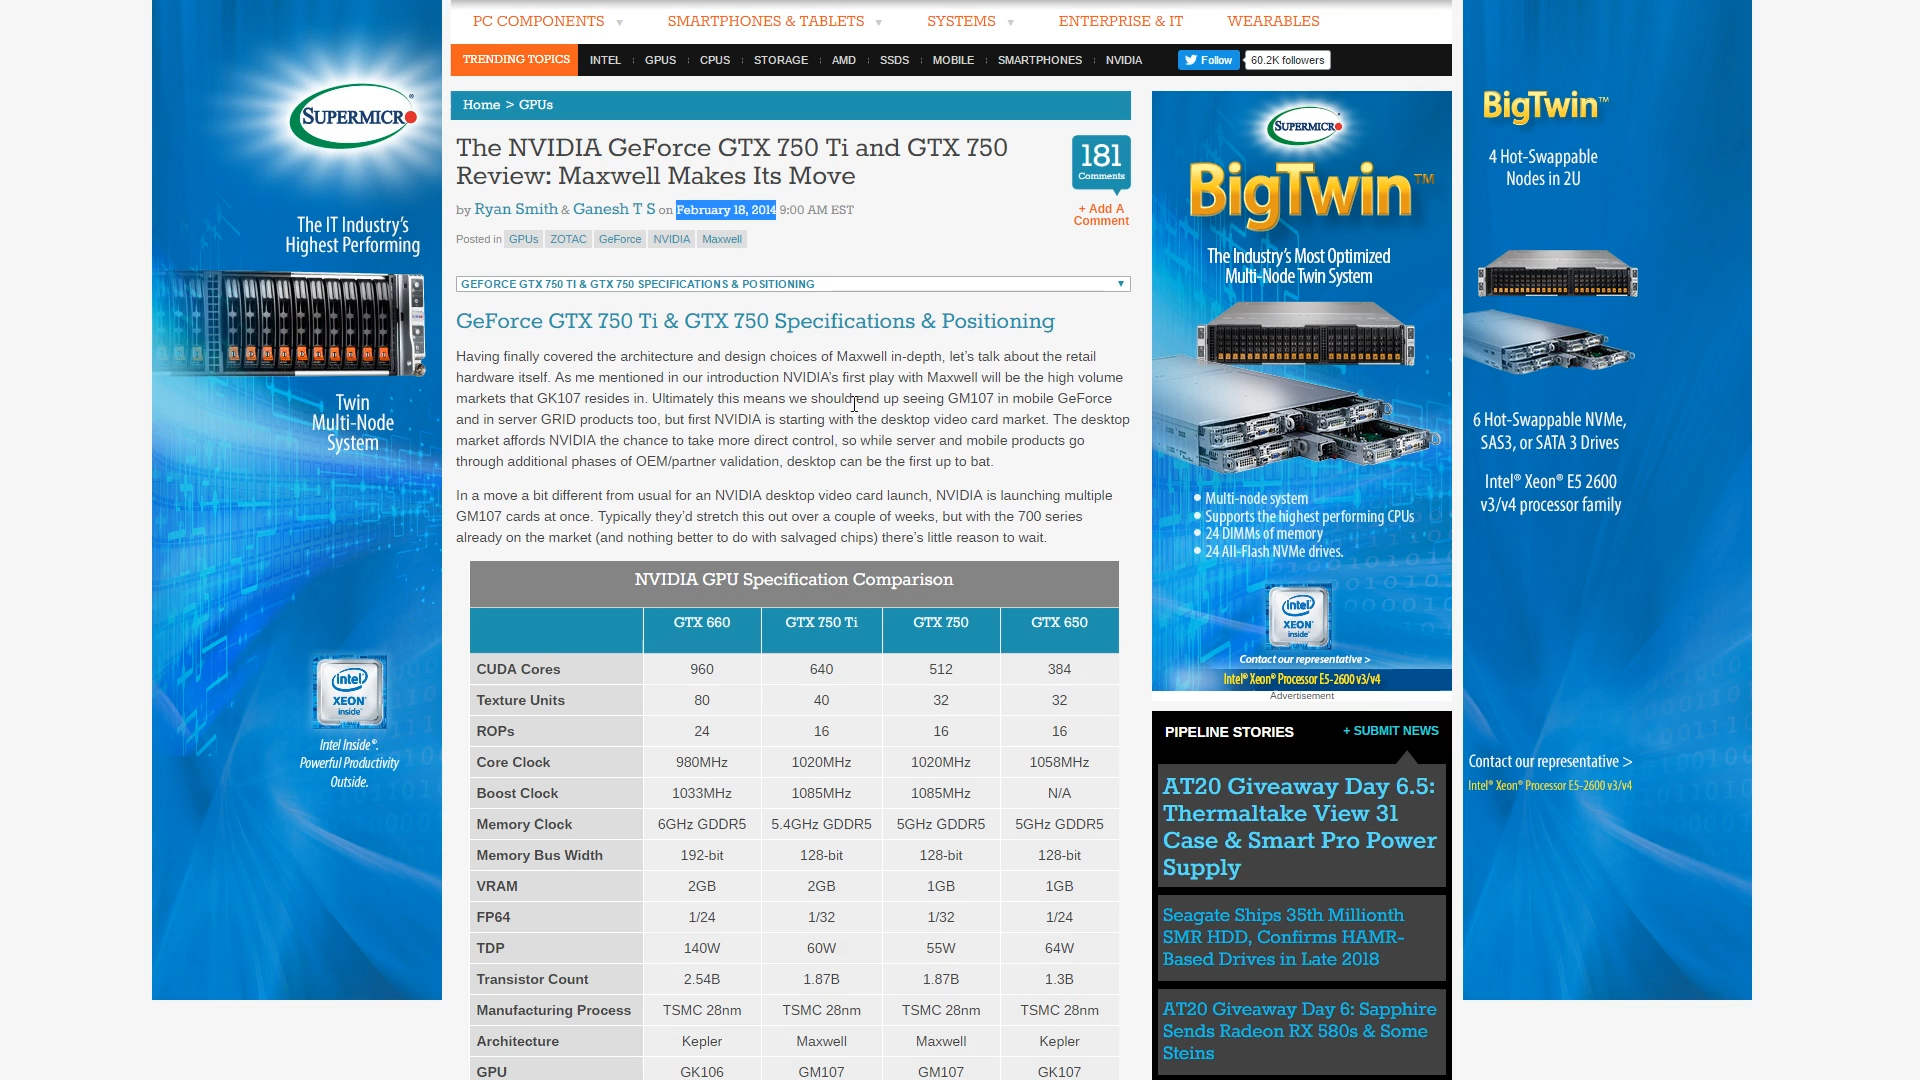 PC COMPONENTS ▼ SMARTPHONES & TABLETS ▼ SYSTEMS ▼ ENTERPRISE & IT WEARABLES
TRENDING TOPICS INTEL GPUS CPUS STORAGE AMD SSDS MOBILE SMARTPHONES NVIDIA Follow 60.2K followers
Home > GPUs
The NVIDIA GeForce GTX 750 Ti and GTX 750
Review: Maxwell Makes Its Move
by Ryan Smith & Ganesh T S on February 18, 2014 9:00 AM EST
Posted in GPUs ZOTAC GeForce NVIDIA Maxwell
181
Comments
+ Add A
Comment
GEFORCE GTX 750 TI & GTX 750 SPECIFICATIONS & POSITIONING ▼
GeForce GTX 750 Ti & GTX 750 Specifications & Positioning
Having finally covered the architecture and design choices of Maxwell in-depth, let's talk about the retail
hardware itself. As me mentioned in our introduction NVIDIA's first play with Maxwell will be the high volume
markets that GK107 resides in. Ultimately this means we should end up seeing GM107 in mobile GeForce
and in server GRID products too, but first NVIDIA is starting with the desktop video card market. The desktop
market affords NVIDIA the chance to take more direct control, so while server and mobile products go
through additional phases of OEM/partner validation, desktop can be the first up to bat.
In a move a bit different from usual for an NVIDIA desktop video card launch, NVIDIA is launching multiple
GM107 cards at once. Typically they'd stretch this out over a couple of weeks, but with the 700 series
already on the market (and nothing better to do with salvaged chips) there's little reason to wait.
NVIDIA GPU Specification Comparison
GTX 660 GTX 750 Ti GTX 750 GTX 650
CUDA Cores 960 640 512 384
Texture Units 80 40 32 32
ROPs 24 16 16 16
Core Clock 980MHz 1020MHz 1020MHz 1058MHz
Boost Clock 1033MHz 1085MHz 1085MHz N/A
Memory Clock 6GHz GDDR5 5.4GHz GDDR5 5GHz GDDR5 5GHz GDDR5
Memory Bus Width 192-bit 128-bit 128-bit 128-bit
VRAM 2GB 2GB 1GB 1GB
FP64 1/24 1/32 1/32 1/24
TDP 140W 60W 55W 64W
Transistor Count 2.54B 1.87B 1.87B 1.3B
Manufacturing Process TSMC 28nm TSMC 28nm TSMC 28nm TSMC 28nm
Architecture Kepler Maxwell Maxwell Kepler
GPU GK106 GM107 GM107 GK107
SUPERMICR®
The IT Industry's
Highest Performing
Twin
Multi-Node
System
intel
XEON®
inside™
Intel Inside®.
Powerful Productivity
Outside.
SUPERMICR
BigTwin™
The Industry's Most Optimized
Multi-Node Twin System
• Multi-node system
• Supports the highest performing CPUs
• 24 DIMMs of memory
• 24 All-Flash NVMe drives.
intel
XEON®
inside™
Contact our representative >
Intel® Xeon® Processor E5-2600 v3/v4
Advertisement
PIPELINE STORIES + SUBMIT NEWS
AT20 Giveaway Day 6.5:
Thermaltake View 31
Case & Smart Pro Power
Supply
Seagate Ships 35th Millionth
SMR HDD, Confirms HAMR-
Based Drives in Late 2018
AT20 Giveaway Day 6: Sapphire
Sends Radeon RX 580s & Some
Steins
BigTwin™
4 Hot-Swappable
Nodes in 2U
6 Hot-Swappable NVMe,
SAS3, or SATA 3 Drives
Intel® Xeon® E5 2600
v3/v4 processor family
Contact our representative >
Intel® Xeon® Processor E5-2600 v3/v4